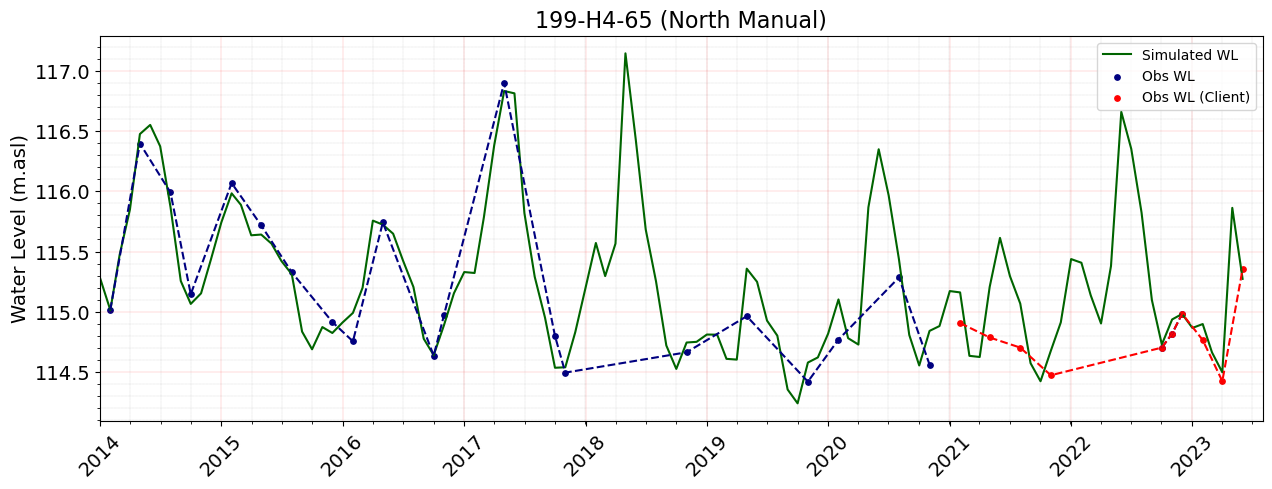 199-H4-65 (North Manual)
Water Level (m.asl)
117.0
116.5
116.0
115.5
115.0
114.5
Simulated WL
Obs WL
Obs WL (Client)
2014 2015 2016 2017 2018 2019 2020 2021 2022 2023